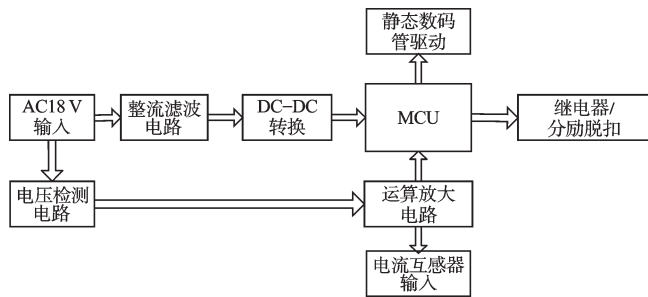 静态数码
管驱动
AC18 V
输入
整流滤波
电路
DC-DC
转换
MCU
继电器/
分励脱扣
电压检测
电路
运算放大
电路
电流互感器
输入